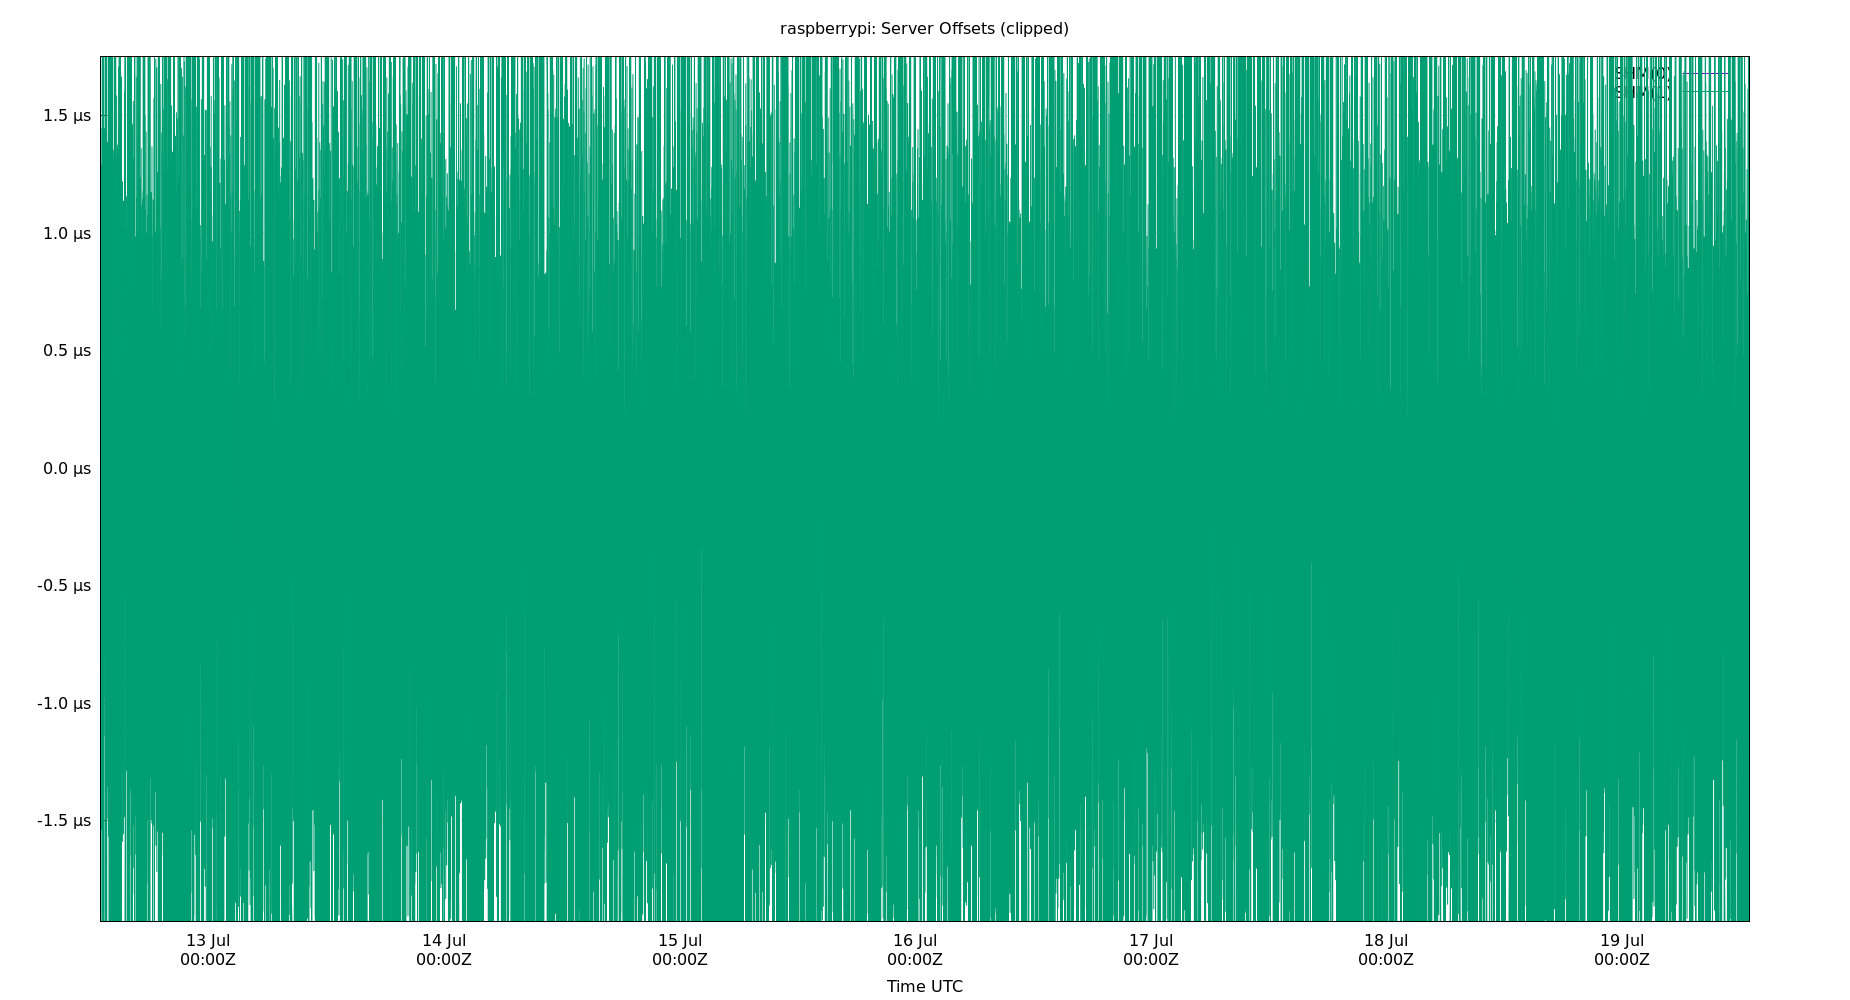 raspberrypi: Server Offsets (clipped)
SHM(0)
1.5 µs
1.0 µs
0.5 µs
0.0 µs
-0.5 µs
-1.0 µs
-1.5 µs
13 Jul 14 Jul 15 Jul 16 Jul 17 Jul 18 Jul 19 Jul
00:00Z 00:00Z 00:00Z 00:00Z 00:00Z 00:00Z 00:00Z
Time UTC